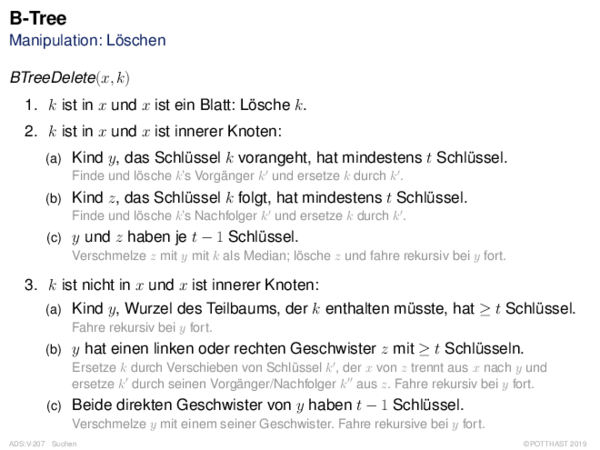 B-Tree
Manipulation: Löschen
BTreeDelete(x, k)
1. k ist in x und x ist ein Blatt: Lösche k.
2. k ist in x und x ist innerer Knoten:
(a) Kind y, das Schlüssel k vorangeht, hat mindestens t Schlüssel.
Finde und lösche k's Vorgänger k′ und ersetze k durch k′.
(b) Kind z, das Schlüssel k folgt, hat mindestens t Schlüssel.
Finde und lösche k's Nachfolger k′ und ersetze k durch k′.
(c) y und z haben je t − 1 Schlüssel.
Verschmelze z mit y mit k als Median; lösche z und fahre rekursiv bei y fort.
3. k ist nicht in x und x ist innerer Knoten:
(a) Kind y, Wurzel des Teilbaums, der k enthalten müsste, hat ≥ t Schlüssel.
Fahre rekursiv bei y fort.
(b) y hat einen linken oder rechten Geschwister z mit ≥ t Schlüsseln.
Ersetze k durch Verschieben von Schlüssel k′, der x von z trennt aus x nach y und
ersetze k′ durch seinen Vorgänger/Nachfolger k″ aus z. Fahre rekursiv bei y fort.
(c) Beide direkten Geschwister von y haben t − 1 Schlüssel.
Verschmelze y mit einem seiner Geschwister. Fahre rekursive bei y fort.
ADS:V-207 Suchen ©POTTHAST 2019